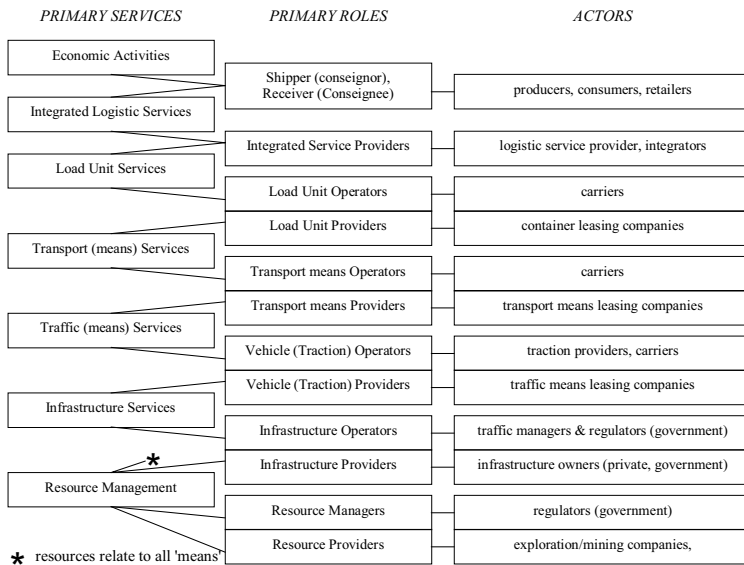 PRIMARY SERVICES
PRIMARY ROLES
ACTORS
Economic Activities
Shipper (conseignor),
Receiver (Conseignee)
producers, consumers, retailers
Integrated Logistic Services
Integrated Service Providers
logistic service provider, integrators
Load Unit Services
Load Unit Operators
carriers
Load Unit Providers
container leasing companies
Transport (means) Services
Transport means Operators
carriers
Transport means Providers
transport means leasing companies
Traffic (means) Services
Vehicle (Traction) Operators
traction providers, carriers
Vehicle (Traction) Providers
traffic means leasing companies
Infrastructure Services
Infrastructure Operators
traffic managers & regulators (government)
*
Infrastructure Providers
infrastructure owners (private, government)
Resource Management
Resource Managers
regulators (government)
Resource Providers
exploration/mining companies,
* resources relate to all 'means'